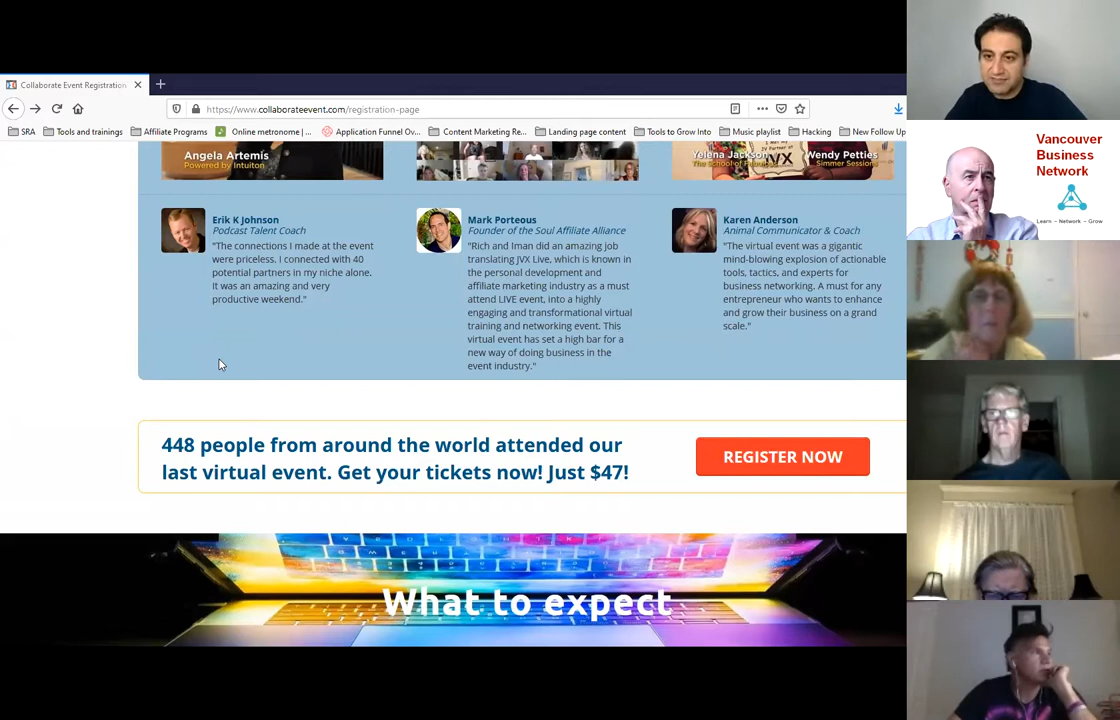 Collaborate Event Registration
https://www.collaborateevent.com/registration-page
SRA
Tools and trainings
Affiliate Programs
Online metronome | ...
Application Funnel Ov...
Content Marketing Re...
Landing page content
Tools to Grow Into
Music playlist
Hacking
New Follow Up
Angela Artemis
Powered by Intuiton
Yelena Jackson
Wendy Petties
Simmer Sessions
Erik K Johnson
Podcast Talent Coach
"The connections I made at the event
were priceless. I connected with 40
potential partners in my niche alone.
It was an amazing and very
productive weekend."
Mark Porteous
Founder of the Soul Affiliate Alliance
"Rich and Iman did an amazing job
translating JVX Live, which is known in
the personal development and
affiliate marketing industry as a must
attend LIVE event, into a highly
engaging and transformational virtual
training and networking event. This
virtual event has set a high bar for a
new way of doing business in the
event industry."
Karen Anderson
Animal Communicator & Coach
"The virtual event was a gigantic
mind-blowing explosion of actionable
tools, tactics, and experts for
business networking. A must for any
entrepreneur who wants to enhance
and grow their business on a grand
scale."
448 people from around the world attended our
last virtual event. Get your tickets now! Just $47!
REGISTER NOW
What to expect
Vancouver
Business
Network
Learn – Network – Grow